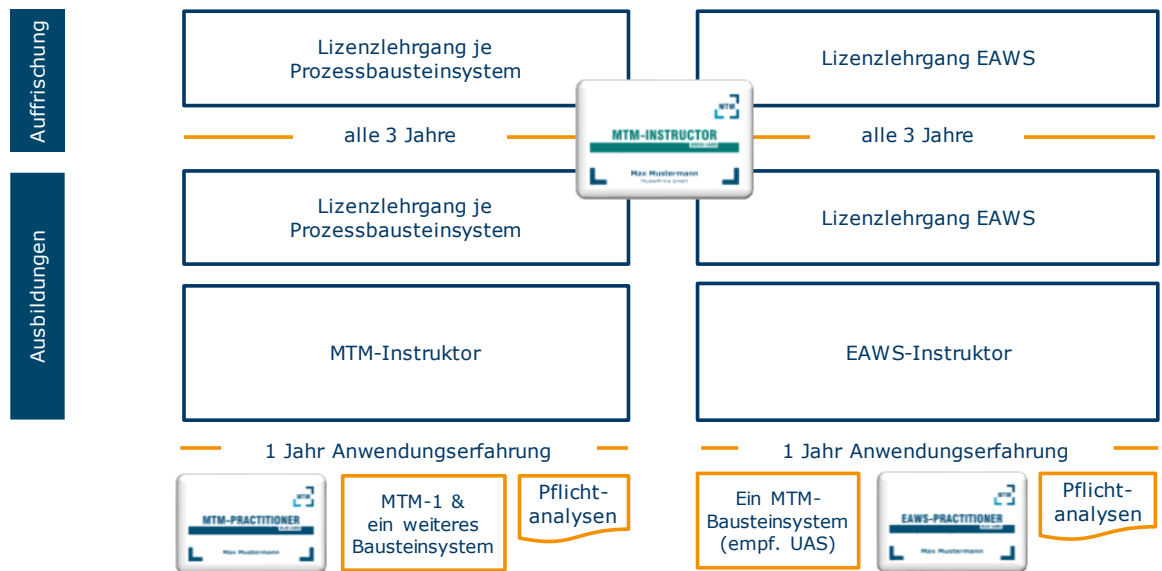 Auffrischung
Lizenzlehrgang je
Prozessbausteinsystem
Lizenzlehrgang EAWS
MTM
MTM-INSTRUCTOR
Max Mustermann
Musterfirma GmbH
alle 3 Jahre
alle 3 Jahre
Ausbildungen
Lizenzlehrgang je
Prozessbausteinsystem
Lizenzlehrgang EAWS
MTM-Instruktor
EAWS-Instruktor
1 Jahr Anwendungserfahrung
1 Jahr Anwendungserfahrung
MTM
MTM-PRACTITIONER
Max Mustermann
MTM-1 &
ein weiteres
Bausteinsystem
Pflicht-
analysen
Ein MTM-
Bausteinsystem
(empf. UAS)
MTM
EAWS-PRACTITIONER
Max Mustermann
Pflicht-
analysen